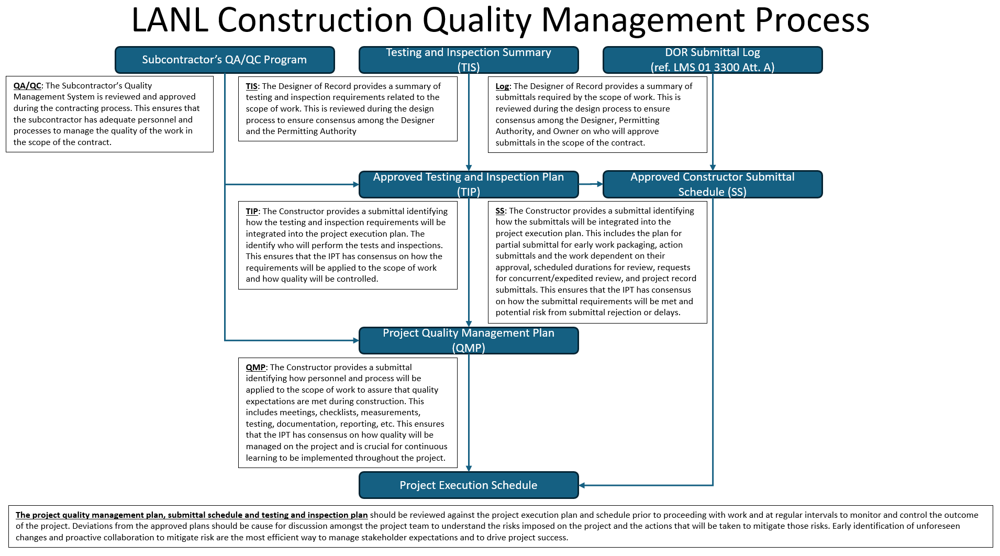 LANL Construction Quality Management Process
Subcontractor's QA/QC Program
Testing and Inspection Summary
(TIS)
DOR Submittal Log
(ref. LMS 01 3300 Att. A)
QA/QC: The Subcontractor's Quality
Management System is reviewed and approved
during the contracting process. This ensures that
the subcontractor has adequate personnel and
processes to manage the quality of the work in
the scope of the contract.
TIS: The Designer of Record provides a summary of
testing and inspection requirements related to the
scope of work. This is reviewed during the design
process to ensure consensus among the Designer
and the Permitting Authority
Log: The Designer of Record provides a summary of
submittals required by the scope of work. This is
reviewed during the design process to ensure
consensus among the Designer, Permitting
Authority, and Owner on who will approve
submittals in the scope of the contract.
Approved Testing and Inspection Plan
(TIP)
Approved Constructor Submittal
Schedule (SS)
TIP: The Constructor provides a submittal identifying
how the testing and inspection requirements will be
integrated into the project execution plan. The
identify who will perform the tests and inspections.
This ensures that the IPT has consensus on how the
requirements will be applied to the scope of work
and how quality will be controlled.
SS: The Constructor provides a submittal identifying
how the submittals will be integrated into the
project execution plan. This includes the plan for
partial submittal for early work packaging, action
submittals and the work dependent on their
approval, scheduled durations for review, requests
for concurrent/expedited review, and project record
submittals. This ensures that the IPT has consensus
on how the submittal requirements will be met and
potential risk from submittal rejection or delays.
Project Quality Management Plan
(QMP)
QMP: The Constructor provides a submittal
identifying how personnel and process will be
applied to the scope of work to assure that quality
expectations are met during construction. This
includes meetings, checklists, measurements,
testing, documentation, reporting, etc. This ensures
that the IPT has consensus on how quality will be
managed on the project and is crucial for continuous
learning to be implemented throughout the project.
Project Execution Schedule
The project quality management plan, submittal schedule and testing and inspection plan should be reviewed against the project execution plan and schedule prior to proceeding with work and at regular intervals to monitor and control the outcome
of the project. Deviations from the approved plans should be cause for discussion amongst the project team to understand the risks imposed on the project and the actions that will be taken to mitigate those risks. Early identification of unforeseen
changes and proactive collaboration to mitigate risk are the most efficient way to manage stakeholder expectations and to drive project success.